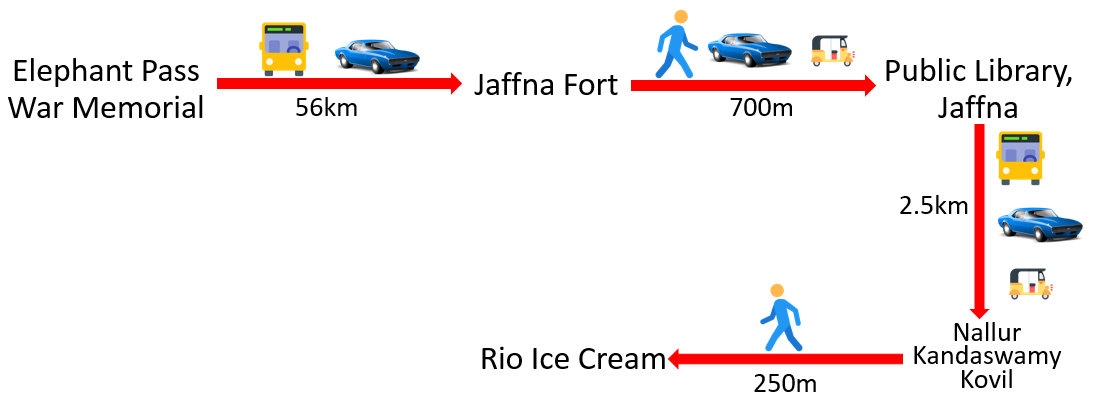 Elephant Pass
War Memorial
56km
Jaffna Fort
700m
Public Library,
Jaffna
2.5km
Nallur
Kandaswamy
Kovil
250m
Rio Ice Cream